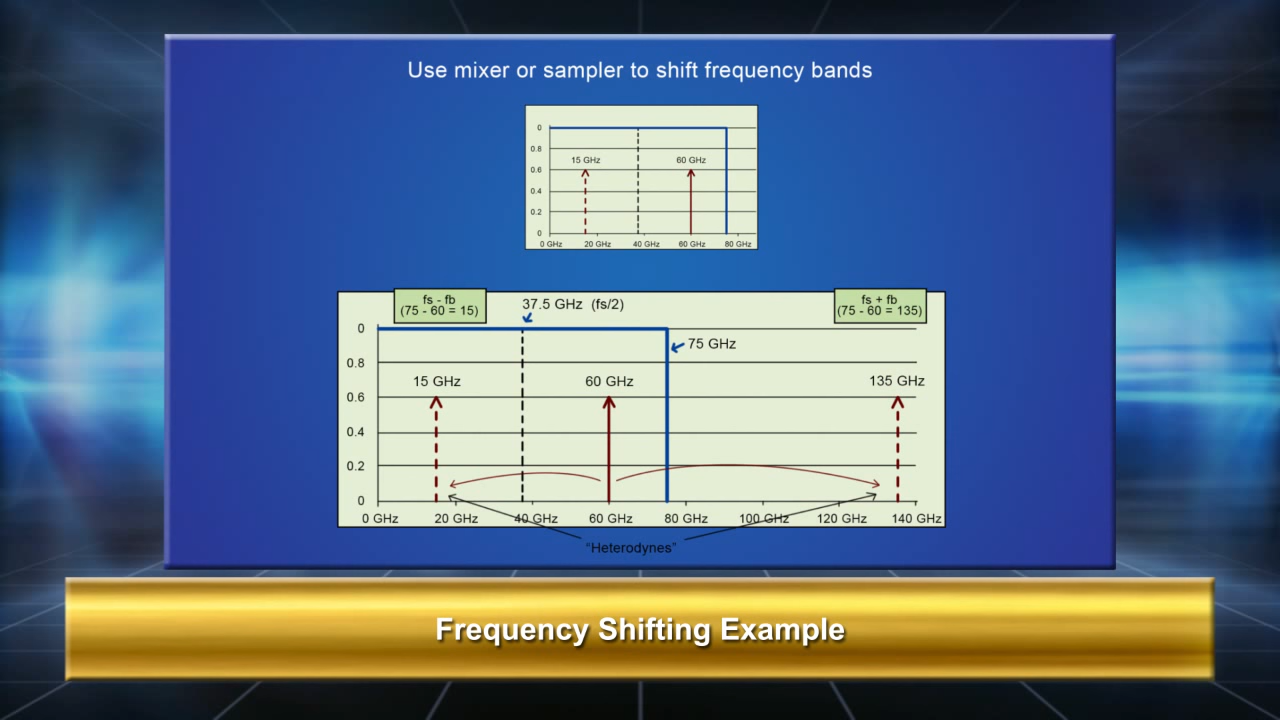 Use mixer or sampler to shift frequency bands
0
0.8
0.6
0.4
0.2
0
15 GHz
60 GHz
0 GHz 20 GHz 40 GHz 60 GHz 80 GHz
fs - fb
(75 - 60 = 15)
37.5 GHz (fs/2)
fs + fb
(75 - 60 = 135)
75 GHz
0
0.8
0.6
0.4
0.2
0
15 GHz
60 GHz
135 GHz
0 GHz 20 GHz 40 GHz 60 GHz 80 GHz 100 GHz 120 GHz 140 GHz
“Heterodynes”
Frequency Shifting Example